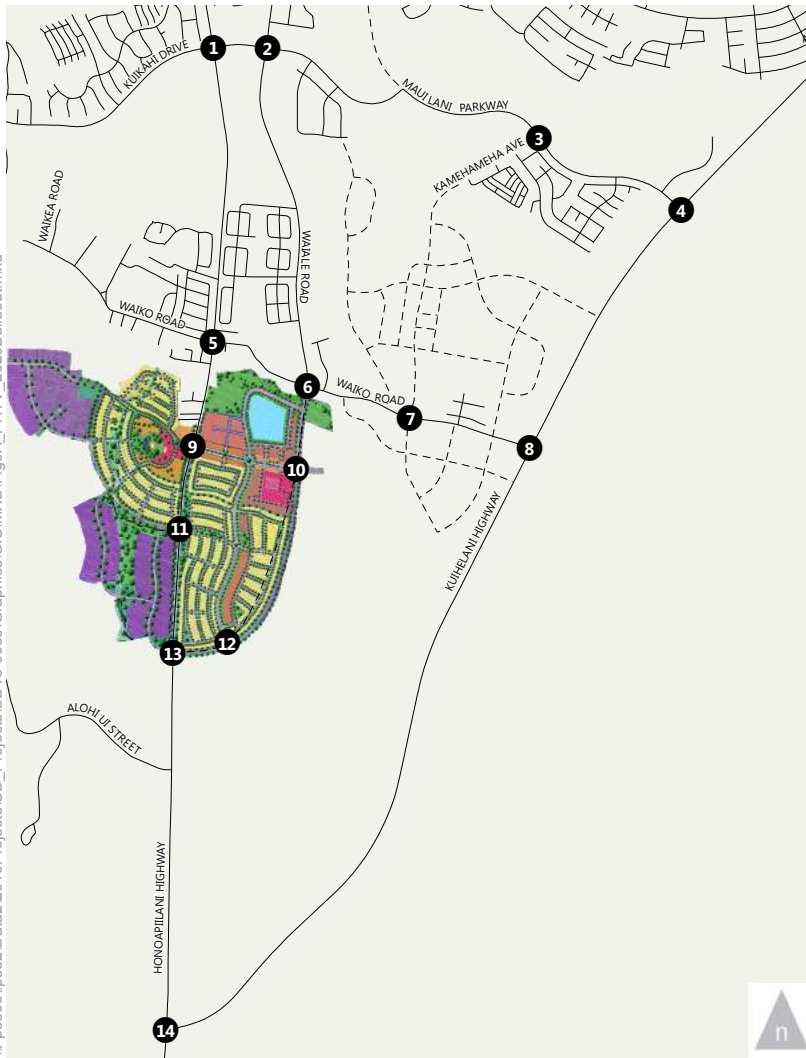 1
2
KUIKAHI DRIVE
MAUI LANI PARKWAY
3
KAMEHAMEHA AVE
4
WAIKEA ROAD
WAIALE ROAD
WAIKO ROAD
5
6
WAIKO ROAD
7
8
9
10
11
KUIHELANI HIGHWAY
12
13
ALOHI UI STREET
HONOAPIILANI HIGHWAY
14
n